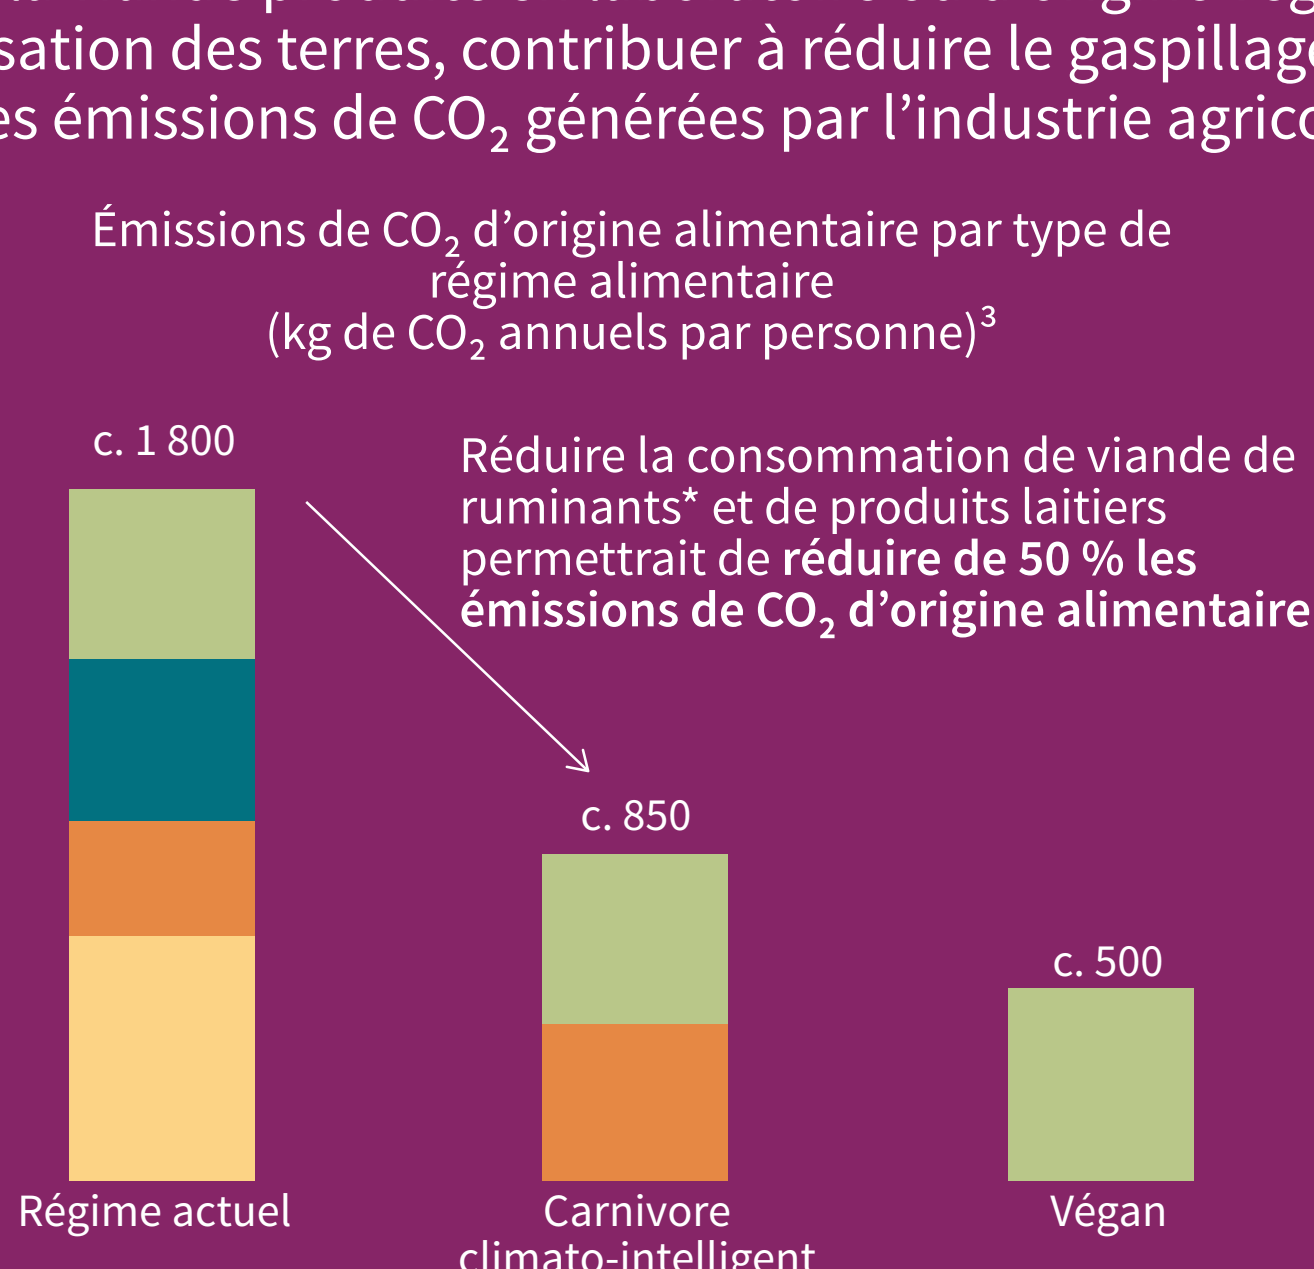 sation des terres, contribuer à réduire le gaspillage
es émissions de CO₂ générées par l’industrie agrico
Émissions de CO₂ d’origine alimentaire par type de
régime alimentaire
(kg de CO₂ annuels par personne)³
c. 1 800
Réduire la consommation de viande de
ruminants* et de produits laitiers
permettrait de réduire de 50 % les
émissions de CO₂ d’origine alimentaire
c. 850
c. 500
Régime actuel
Carnivore
climato-intelligent
Végan